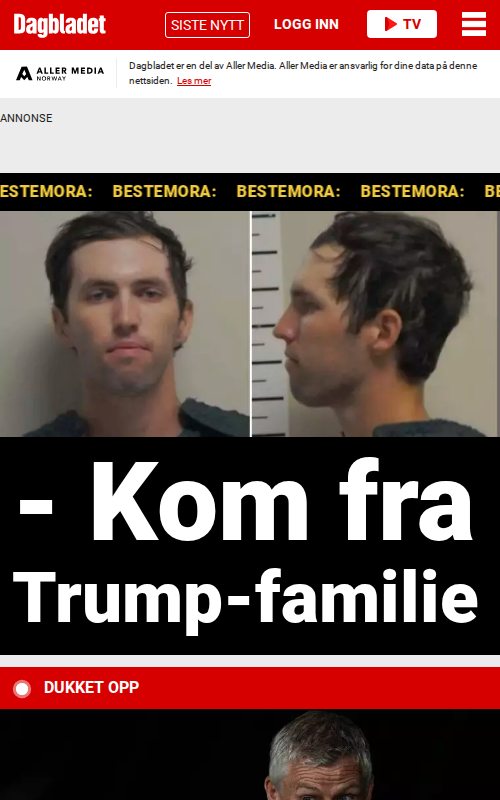 Dagbladet
SISTE NYTT
LOGG INN
TV
ALLER MEDIA
NORWAY
Dagbladet er en del av Aller Media. Aller Media er ansvarlig for dine data på denne
nettsiden. Les mer
ANNONSE
ESTEMORA: BESTEMORA: BESTEMORA: BESTEMORA: BE
- Kom fra
Trump-familie
DUKKET OPP